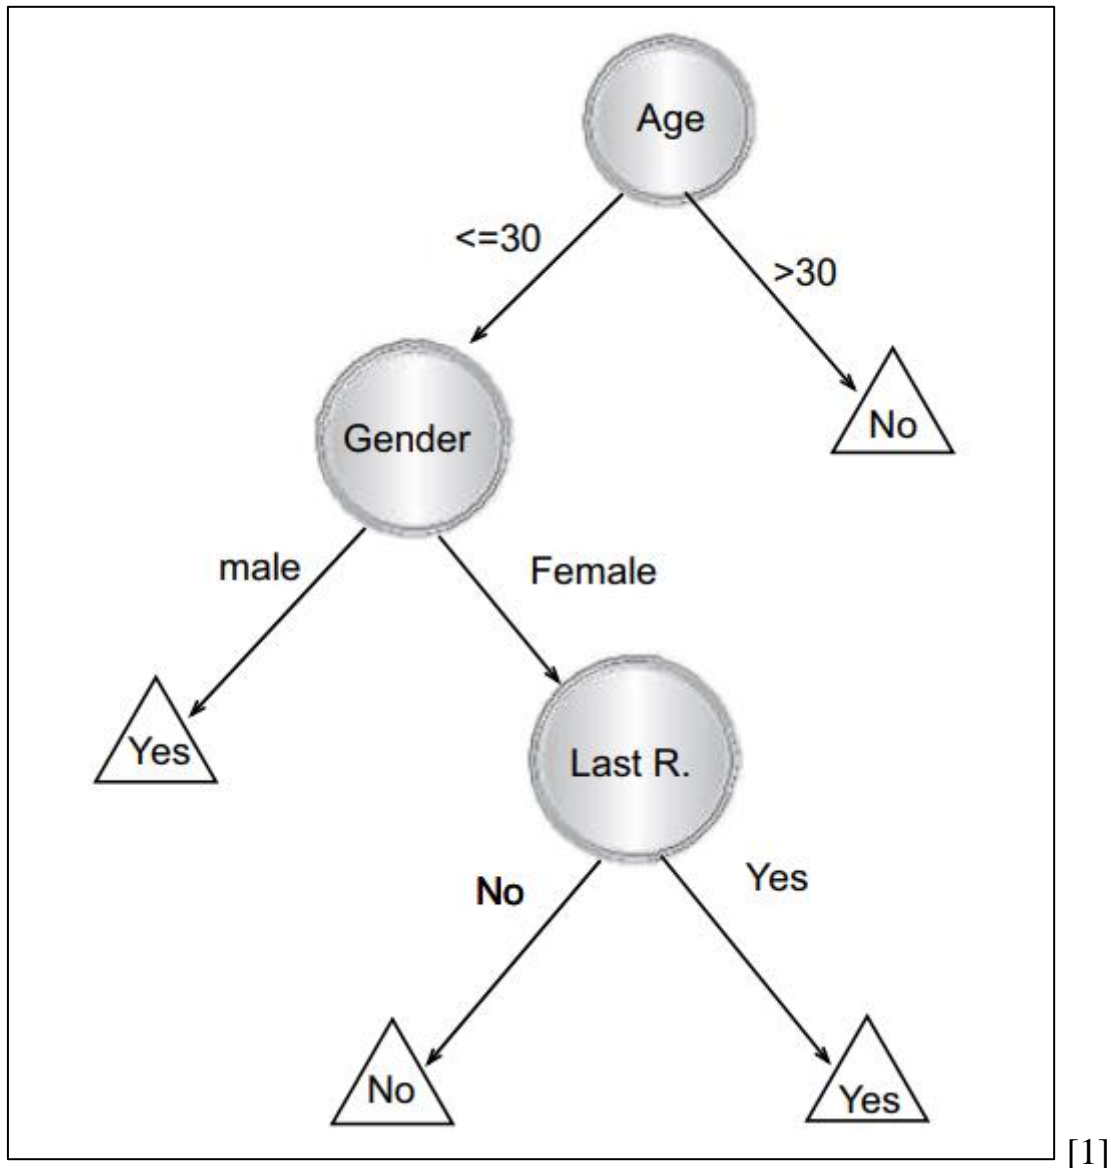 Age
<=30
>30
Gender
No
male
Female
Yes
Last R.
No
Yes
No
Yes
[1]